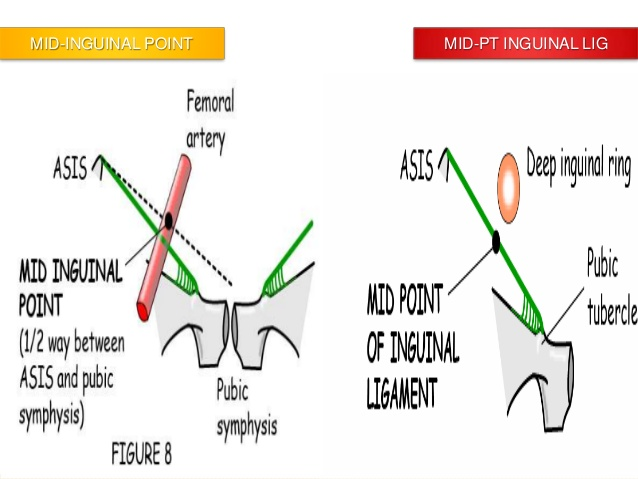 MID-INGUINAL POINT
Femoral
artery
ASIS
MID INGUINAL
POINT
(1/2 way between
ASIS and pubic
symphysis)
Pubic
symphysis
FIGURE 8
MID-PT INGUINAL LIG
ASIS
Deep inguinal ring
Pubic
tubercle
MID POINT
OF INGUINAL
LIGAMENT